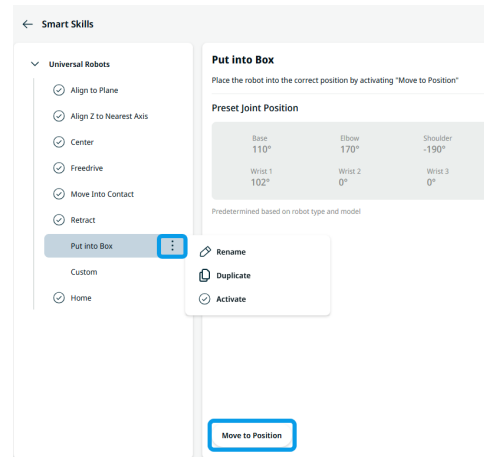 Smart Skills
Universal Robots
Align to Plane
Align Z to Nearest Axis
Center
Freedrive
Move Into Contact
Retract
Put into Box
Custom
Home
Put into Box
Place the robot into the correct position by activating "Move to Position"
Preset Joint Position
Base Elbow Shoulder
110° 170° -190°
Wrist 1 Wrist 2 Wrist 3
102° 0° 0°
Predetermined based on robot type and model
Rename
Duplicate
Activate
Move to Position